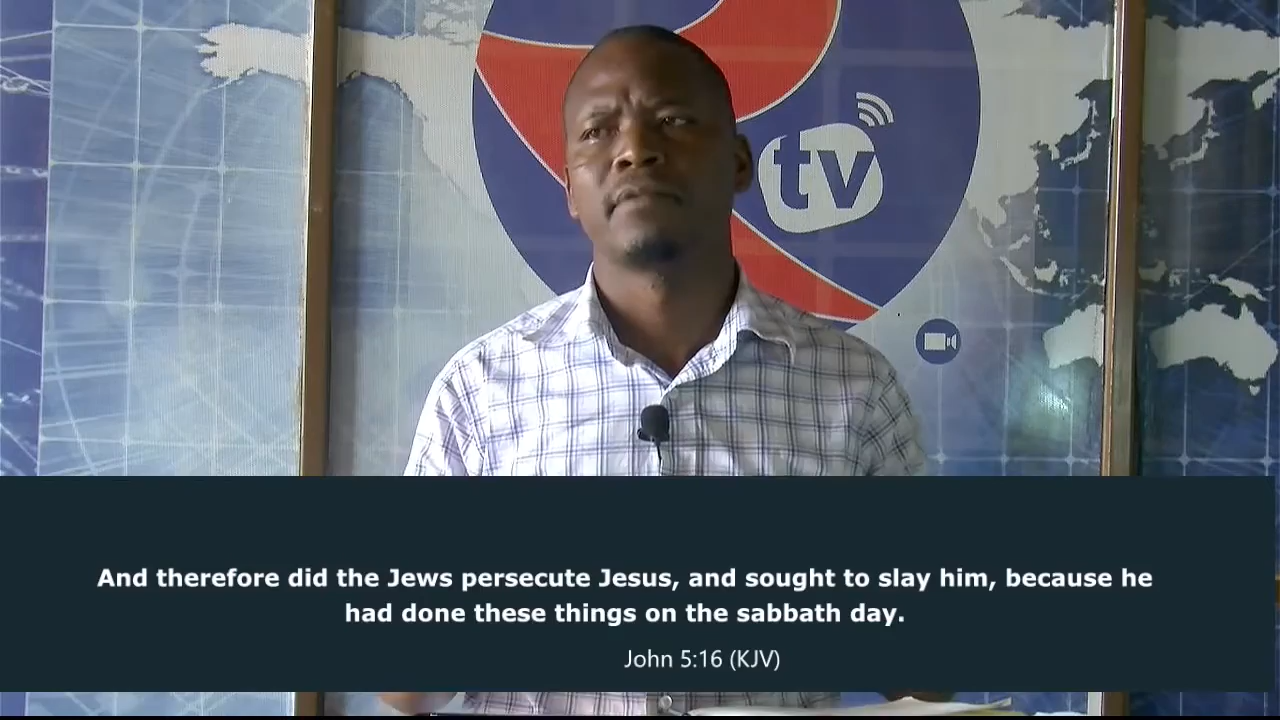 tv
And therefore did the Jews persecute Jesus, and sought to slay him, because he
had done these things on the sabbath day.
John 5:16 (KJV)